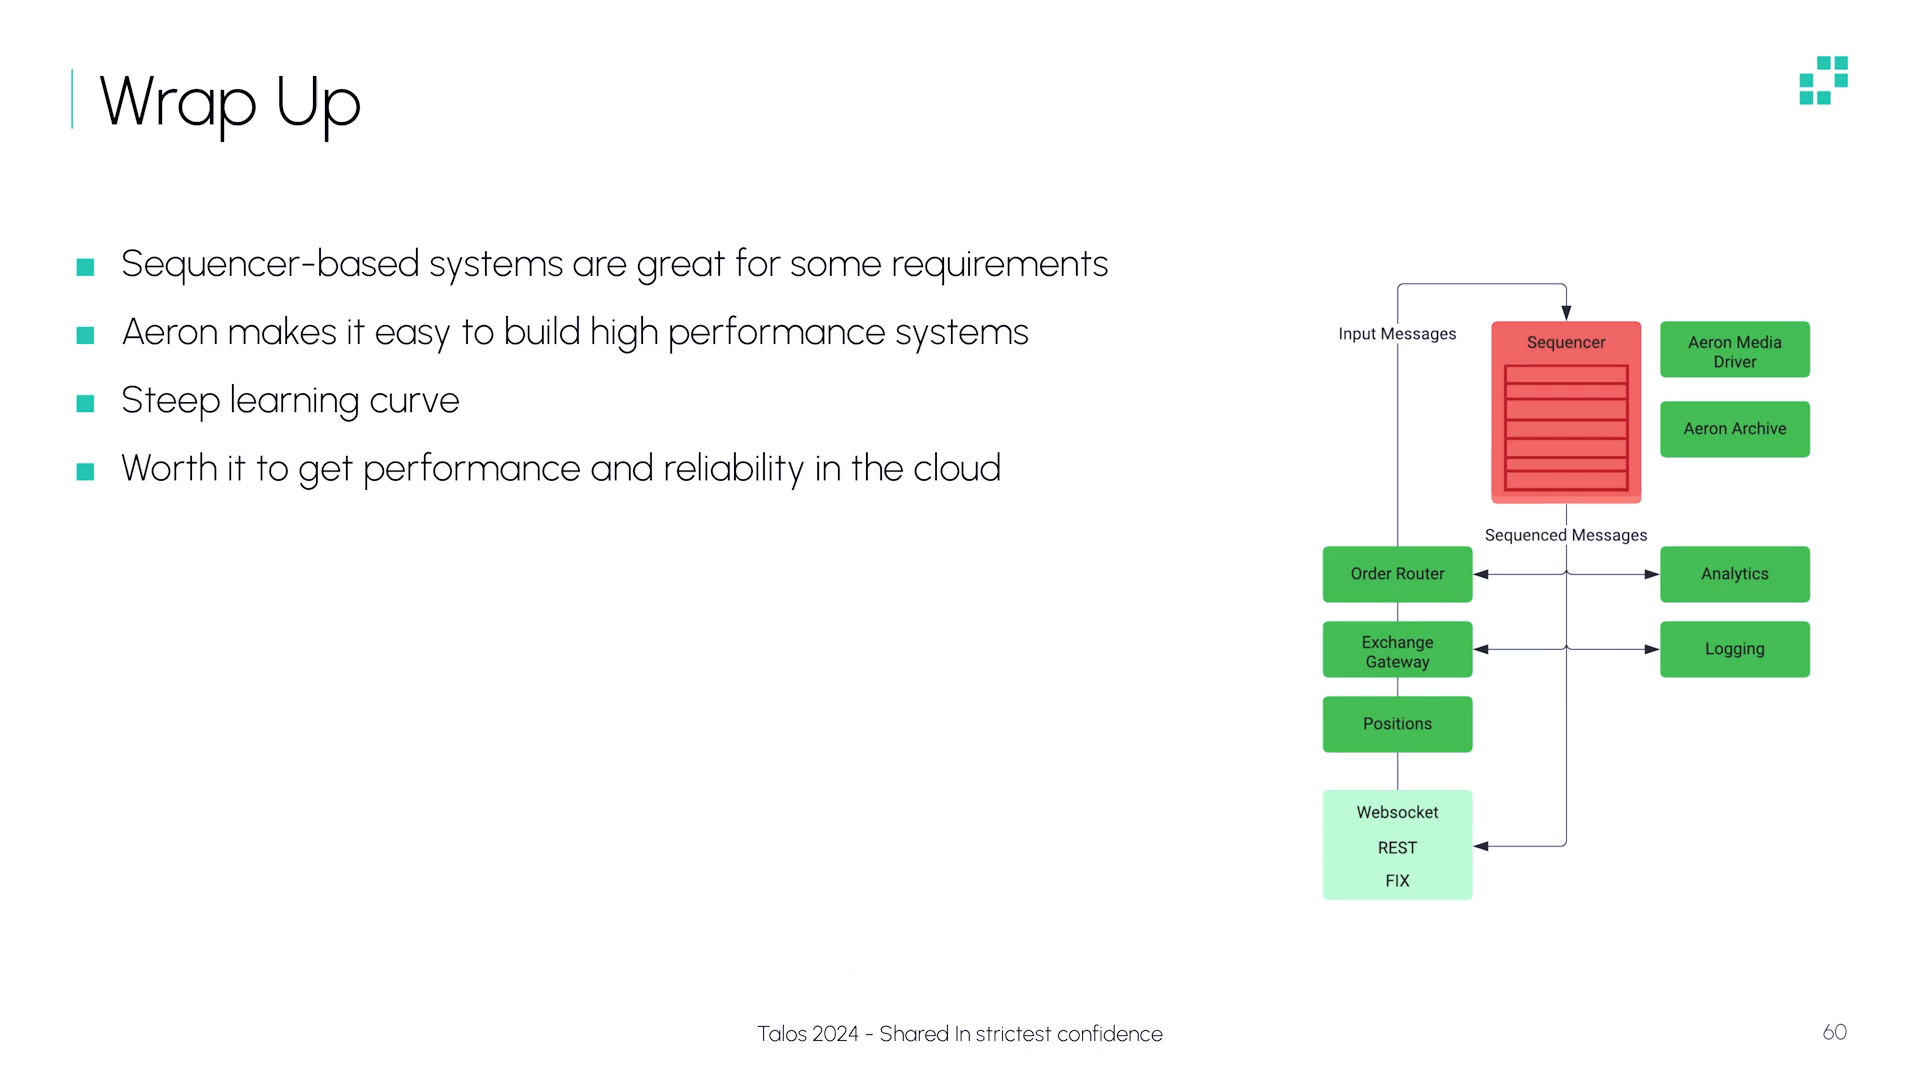 Wrap Up
Sequencer-based systems are great for some requirements
Aeron makes it easy to build high performance systems
Steep learning curve
Worth it to get performance and reliability in the cloud
Input Messages
Sequencer
Aeron Media
Driver
Aeron Archive
Sequenced Messages
Order Router
Analytics
Exchange
Gateway
Logging
Positions
Websocket
REST
FIX
Talos 2024 - Shared In strictest confidence
60